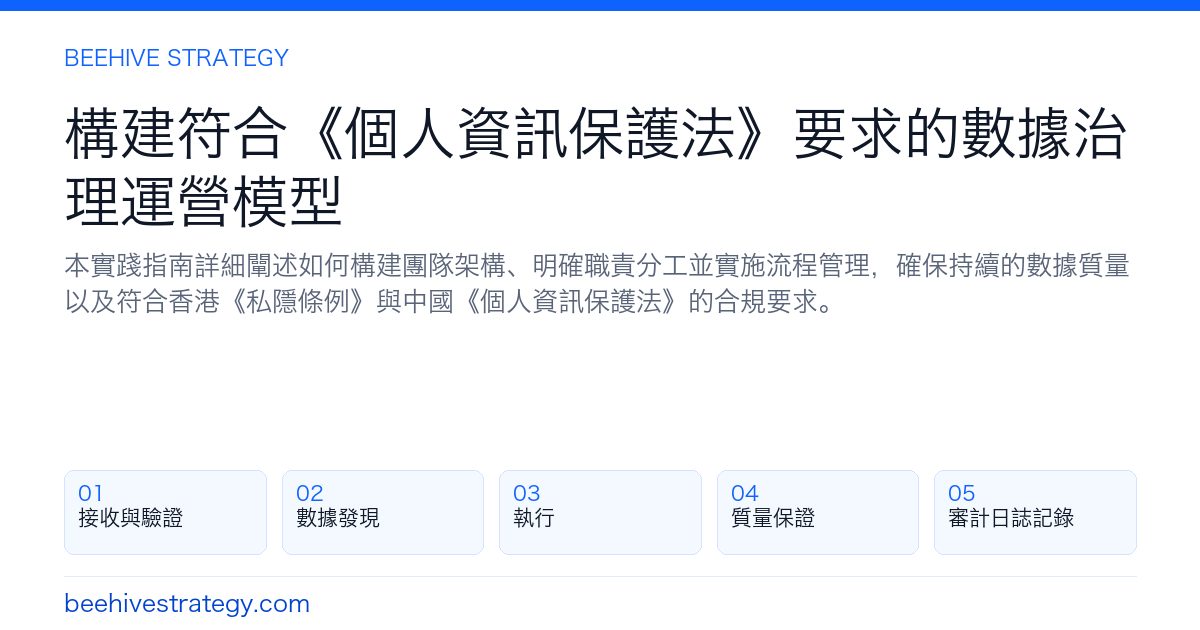 BEEHIVE STRATEGY
構建符合《個人資訊保護法》要求的數據治
理運營模型
本實踐指南詳細闡述如何構建團隊架構、明確職責分工並實施流程管理，確保持續的數據質量
以及符合香港《私隱條例》與中國《個人資訊保護法》的合規要求。
01
接收與驗證
02
數據發現
03
執行
04
質量保證
05
審計日誌記錄
beehivestrategy.com